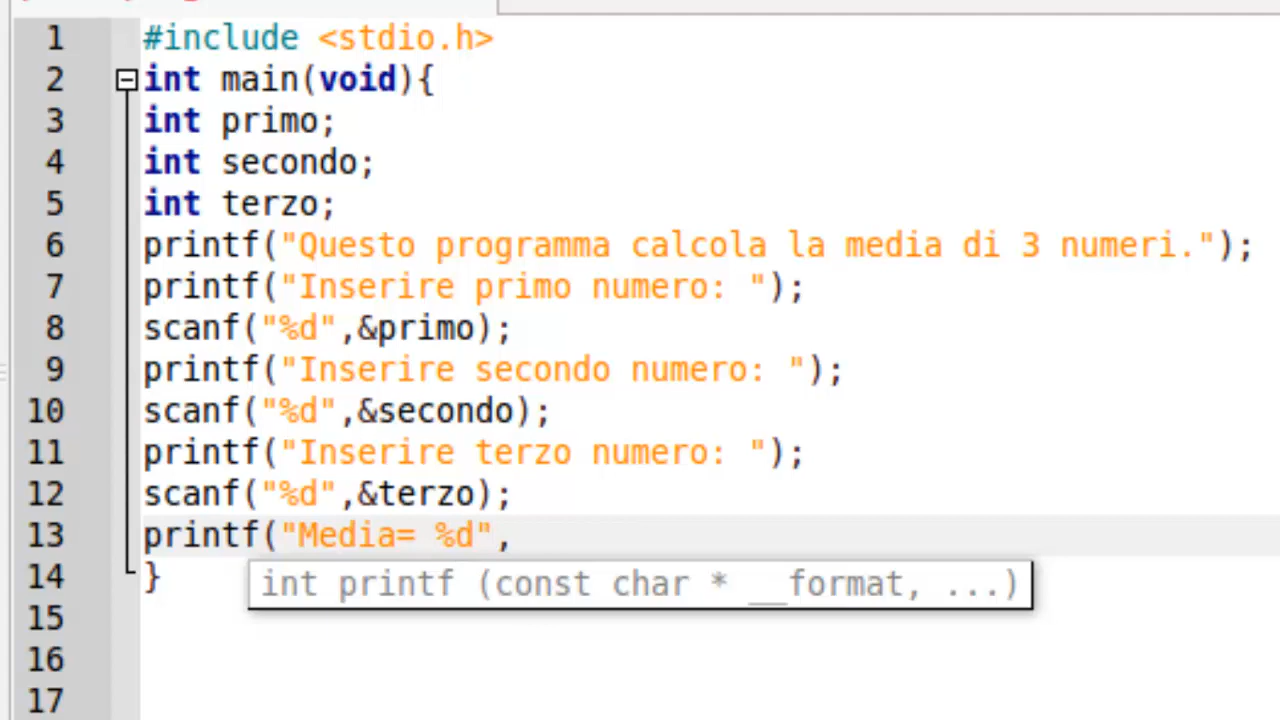 1 #include <stdio.h>
2 int main(void){
3 int primo;
4 int secondo;
5 int terzo;
6 printf("Questo programma calcola la media di 3 numeri.");
7 printf("Inserire primo numero: ");
8 scanf("%d",&primo);
9 printf("Inserire secondo numero: ");
10 scanf("%d",&secondo);
11 printf("Inserire terzo numero: ");
12 scanf("%d",&terzo);
13 printf("Media= %d",
14 }
int printf (const char * __format, ...)
15
16
17